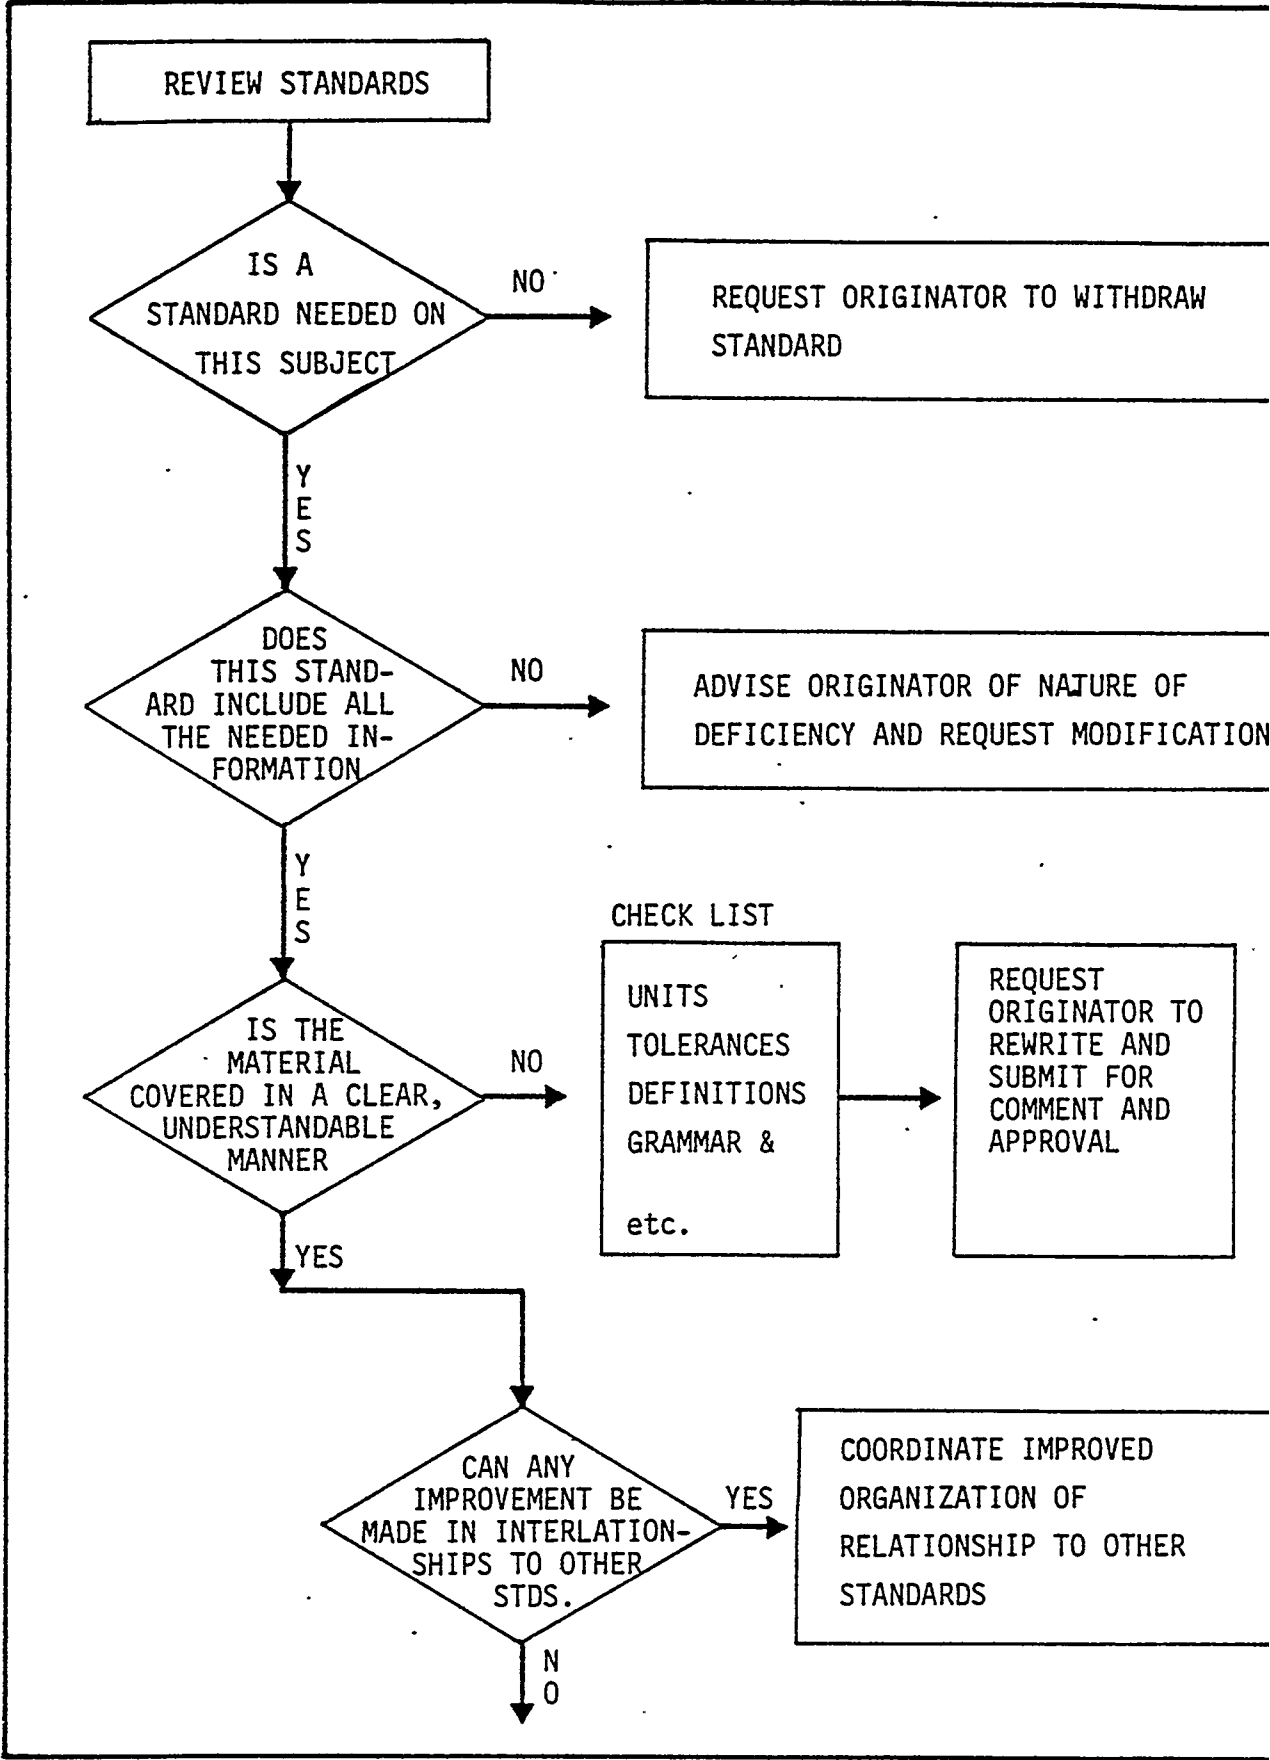 REVIEW STANDARDS
IS A
STANDARD NEEDED ON
THIS SUBJECT
NO
REQUEST ORIGINATOR TO WITHDRAW
STANDARD
Y
E
S
DOES
THIS STAND-
ARD INCLUDE ALL
THE NEEDED IN-
FORMATION
NO
ADVISE ORIGINATOR OF NATURE OF
DEFICIENCY AND REQUEST MODIFICATION
Y
E
S
IS THE
MATERIAL
COVERED IN A CLEAR,
UNDERSTANDABLE
MANNER
NO
CHECK LIST
UNITS
TOLERANCES
DEFINITIONS
GRAMMAR &
etc.
REQUEST
ORIGINATOR TO
REWRITE AND
SUBMIT FOR
COMMENT AND
APPROVAL
YES
CAN ANY
IMPROVEMENT BE
MADE IN INTERLATION-
SHIPS TO OTHER
STDS.
YES
COORDINATE IMPROVED
ORGANIZATION OF
RELATIONSHIP TO OTHER
STANDARDS
N
O